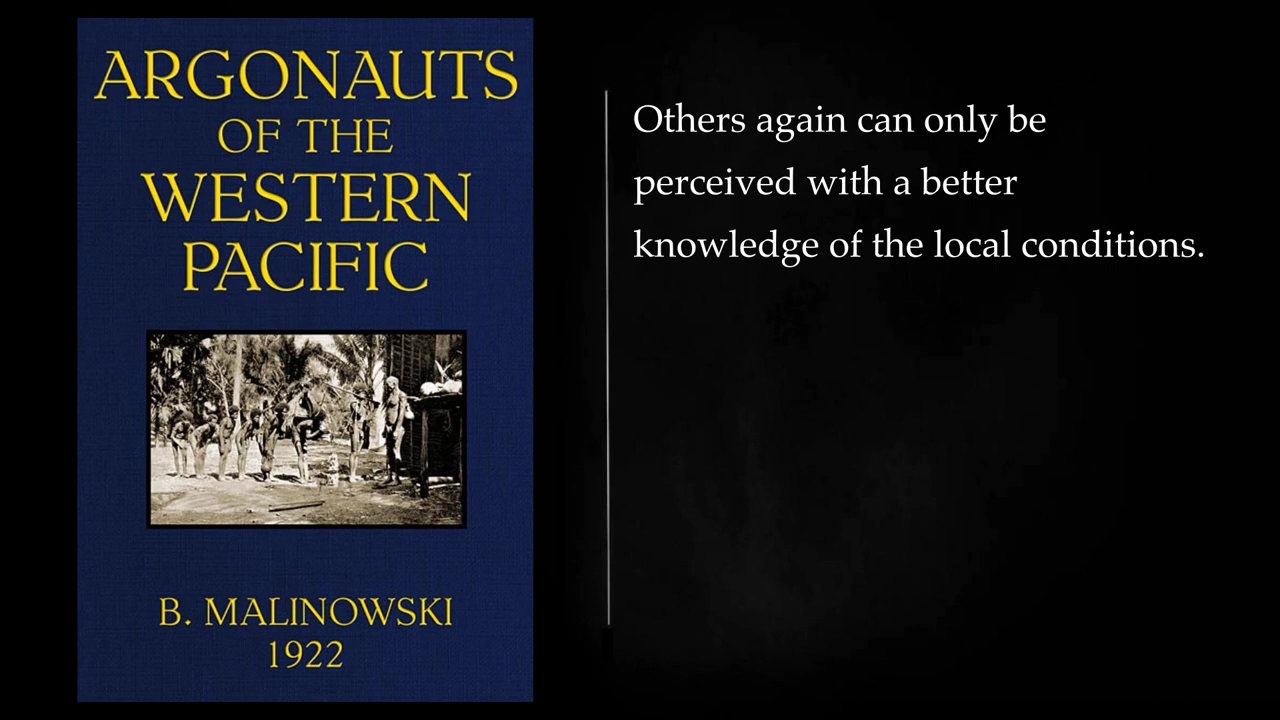 ARGONAUTS
OF THE
WESTERN
PACIFIC
B. MALINOWSKI
1922
Others again can only be
perceived with a better
knowledge of the local conditions.